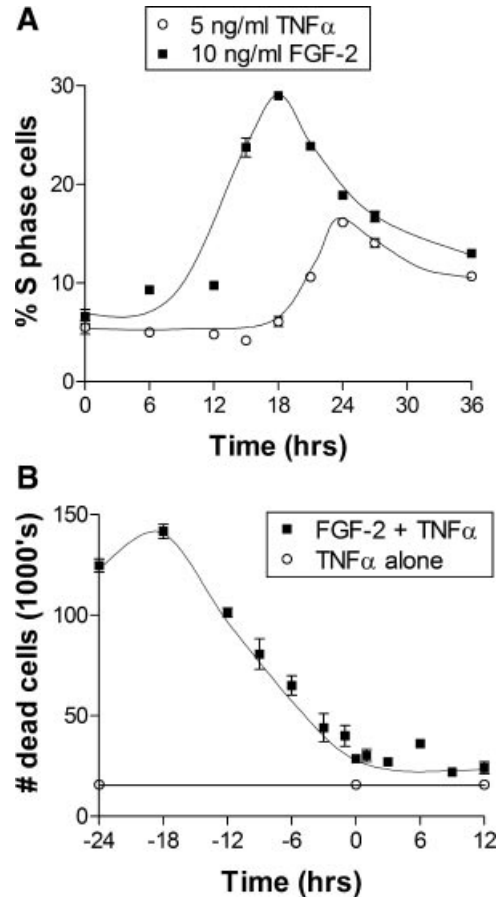 A
5 ng/ml TNFα
10 ng/ml FGF-2
% S phase cells
30
20
10
0
0 6 12 18 24 30 36
Time (hrs)
B
FGF-2 + TNFα
TNFα alone
# dead cells (1000's)
150
100
50
0
-24 -18 -12 -6 0 6 12
Time (hrs)